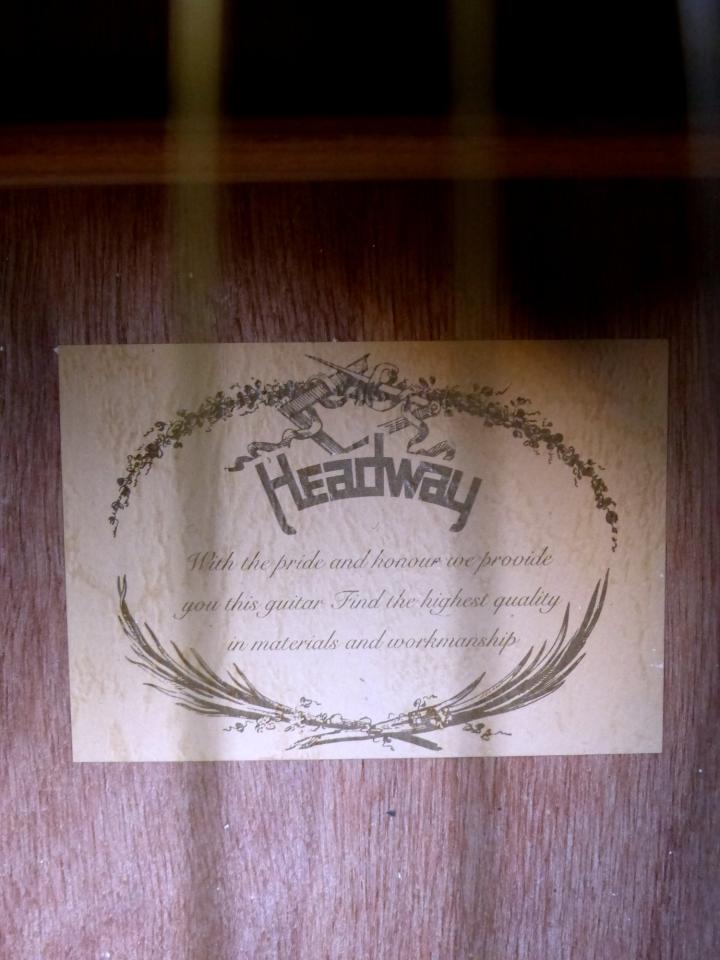 Headway
With the pride and honour we provide
you this guitar Find the highest quality
in materials and workmanship